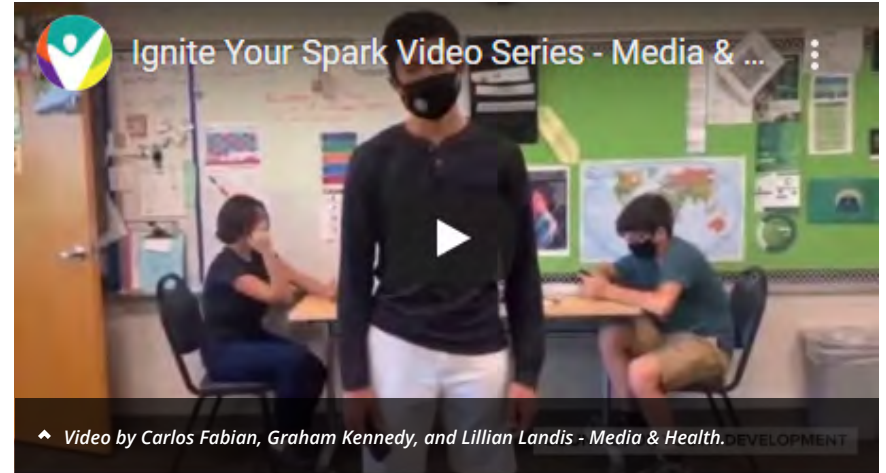 Ignite Your Spark Video Series - Media & ...
Video by Carlos Fabian, Graham Kennedy, and Lillian Landis - Media & Health.
DEVELOPMENT